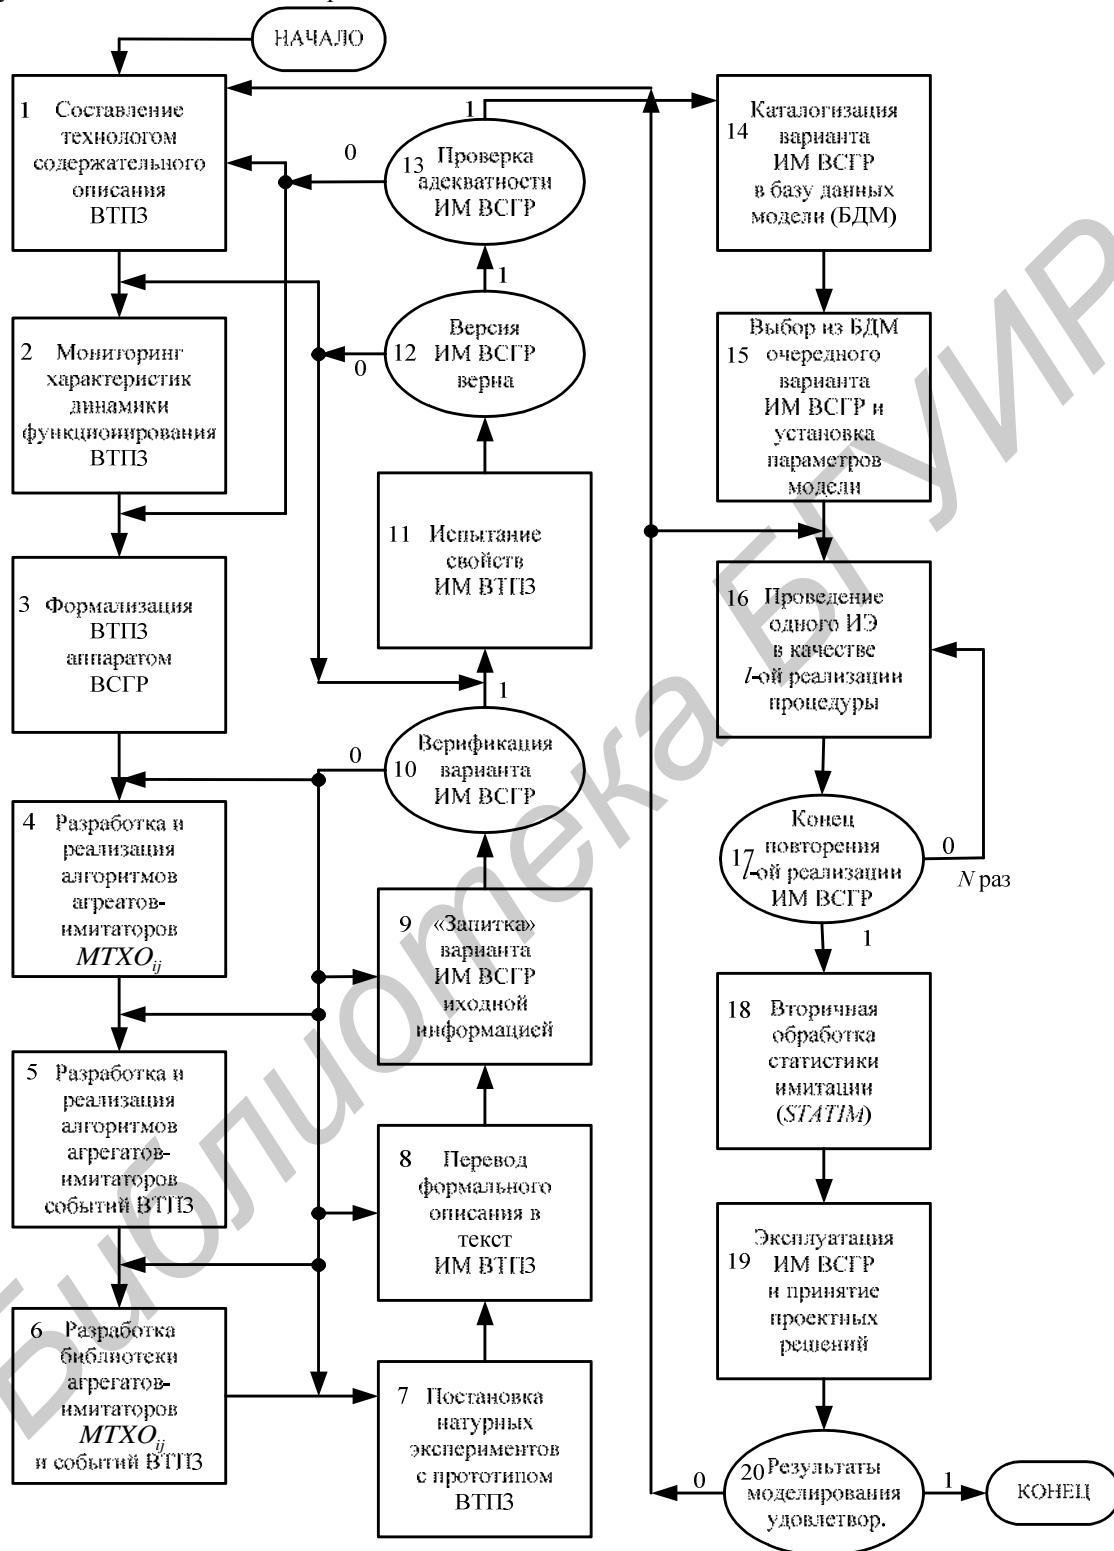 НАЧАЛО
1 Составление
технологом
содержательного
описания
ВТПЗ
2 Мониторинг
характеристик
динамики
функционирования
ВТПЗ
3 Формализация
ВТПЗ
аппаратом
ВСГР
4 Разработка и
реализация
алгоритмов
агреатов-
имитаторов
MTXO_ij
5 Разработка и
реализация
алгоритмов
агрегатов-
имитаторов
событий ВТПЗ
6 Разработка
библиотеки
агрегатов-
имитаторов
MTXO_ij
и событий ВТПЗ
7 Постановка
натурных
экспериментов
с прототипом
ВТПЗ
8 Перевод
формального
описания в
текст
ИМ ВТПЗ
9 «Запитка»
варианта
ИМ ВСГР
иходной
информацией
0
10 Верификация
варианта
ИМ ВСГР
1
11 Испытание
свойств
ИМ ВТПЗ
0
12 Версия
ИМ ВСГР
верна
1
0
13 Проверка
адекватности
ИМ ВСГР
1
14 Каталогизация
варианта
ИМ ВСГР
в базу данных
модели (БДМ)
15 Выбор из БДМ
очередного
варианта
ИМ ВСГР и
установка
параметров
модели
16 Проведение
одного ИЭ
в качестве
l-ой реализации
процедуры
17 Конец
повторения
l-ой реализации
ИМ ВСГР
0
N раз
1
18 Вторичная
обработка
статистики
имитации
(STATIM)
19 Эксплуатация
ИМ ВСГР
и принятие
проектных
решений
0
20 Результаты
моделирования
удовлетвор.
1
КОНЕЦ
Библиотека БГУИР